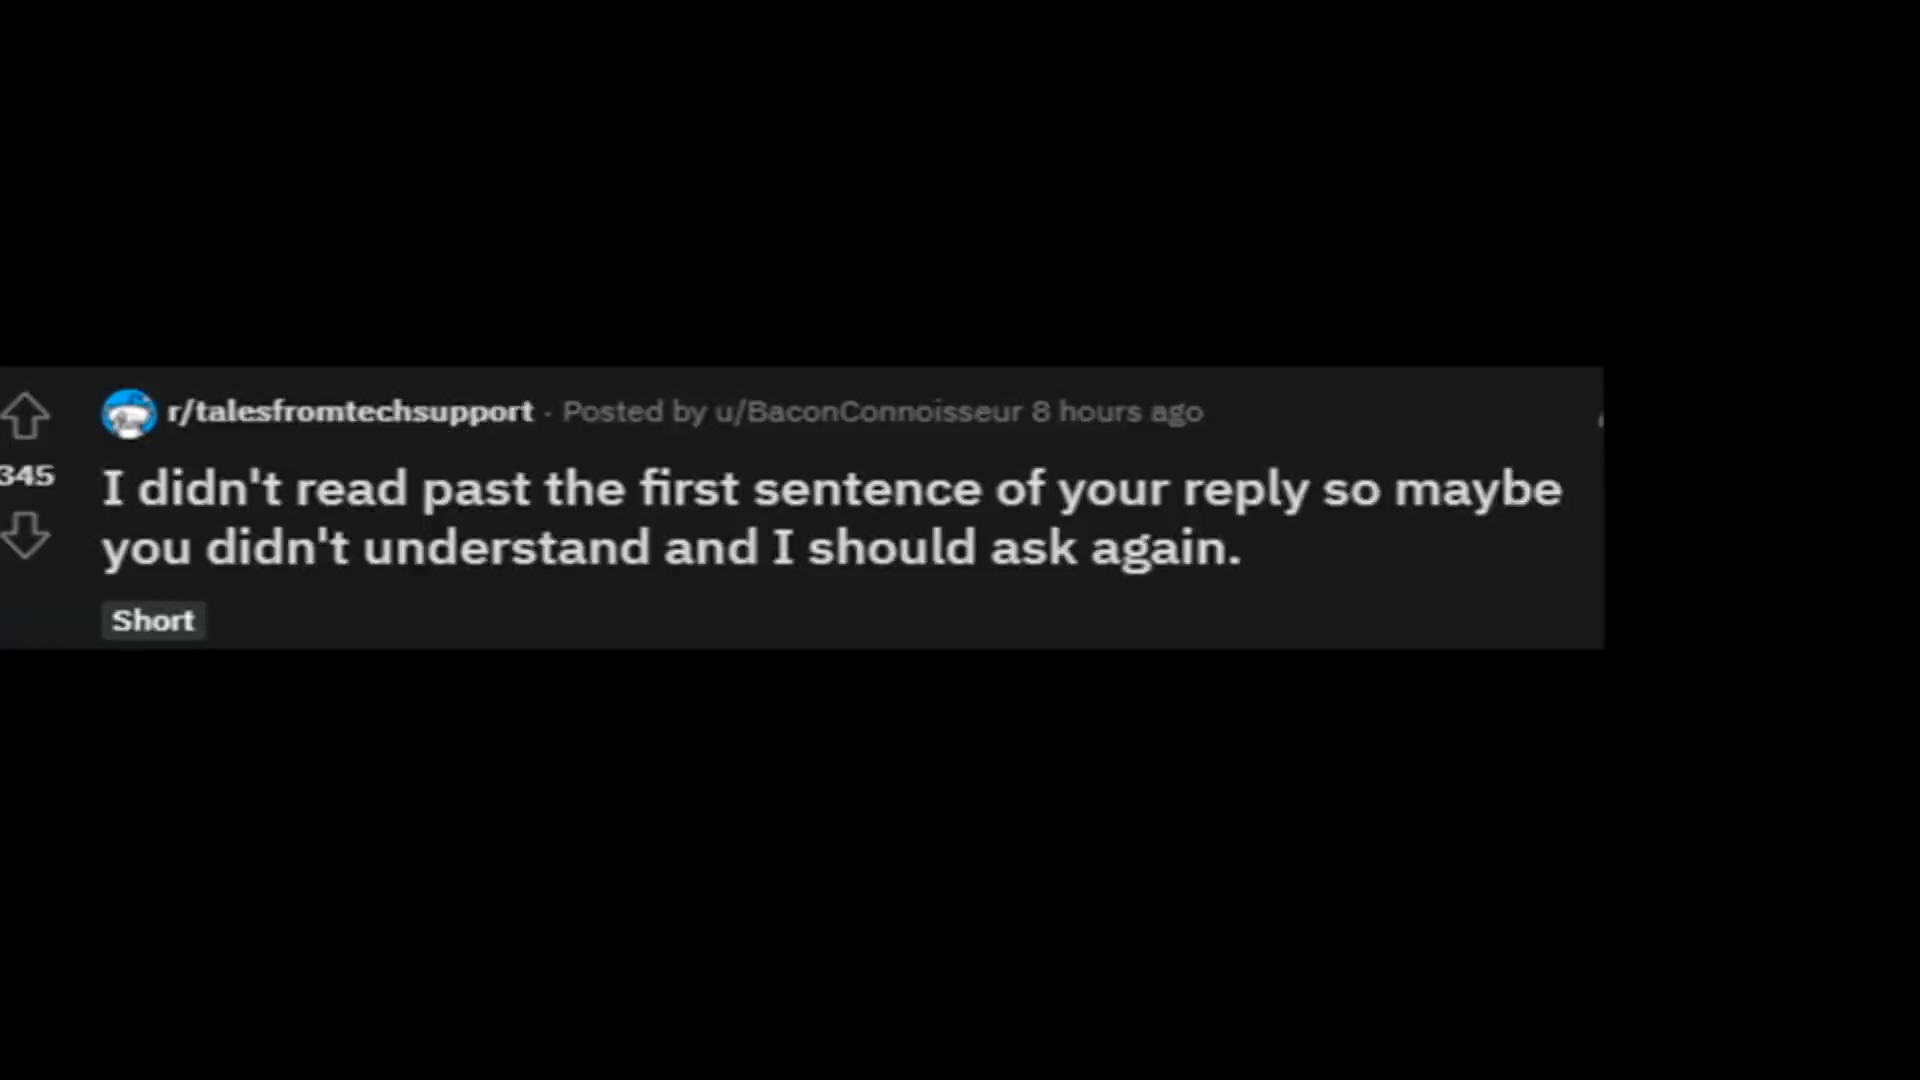 r/talesfromtechsupport · Posted by u/BaconConnoisseur 8 hours ago
345
I didn't read past the first sentence of your reply so maybe
you didn't understand and I should ask again.
Short